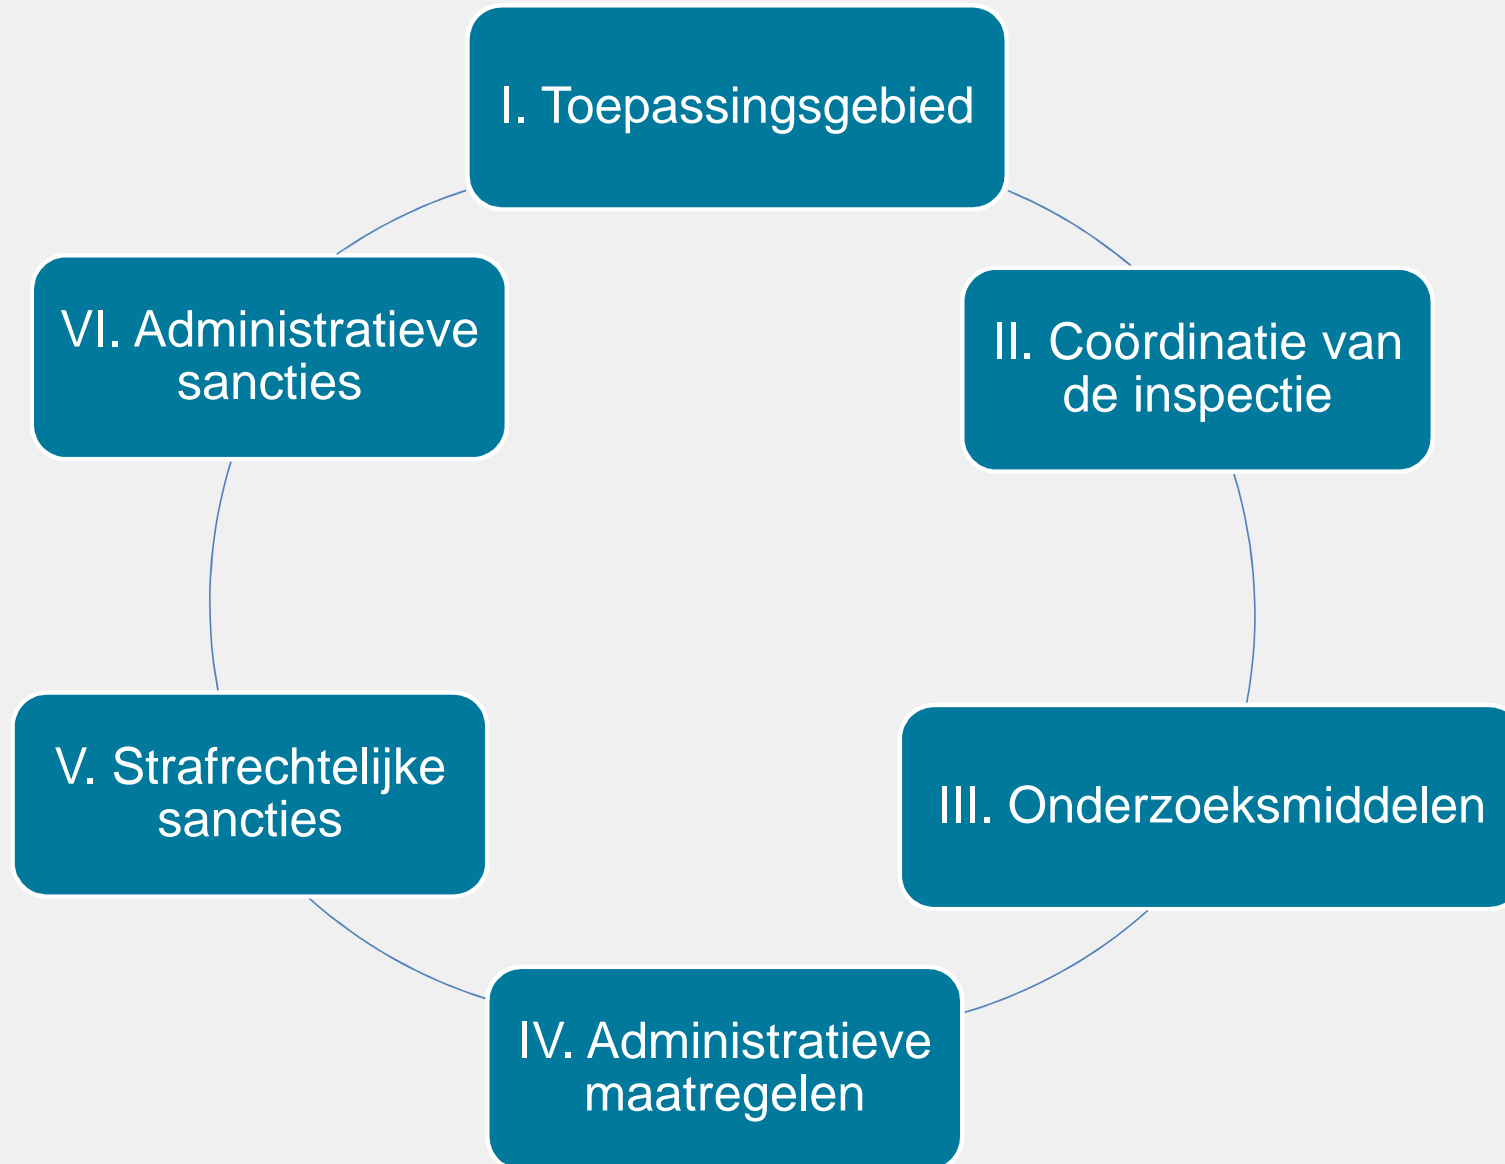 I. Toepassingsgebied
II. Coördinatie van
de inspectie
III. Onderzoeksmiddelen
IV. Administratieve
maatregelen
V. Strafrechtelijke
sancties
VI. Administratieve
sancties